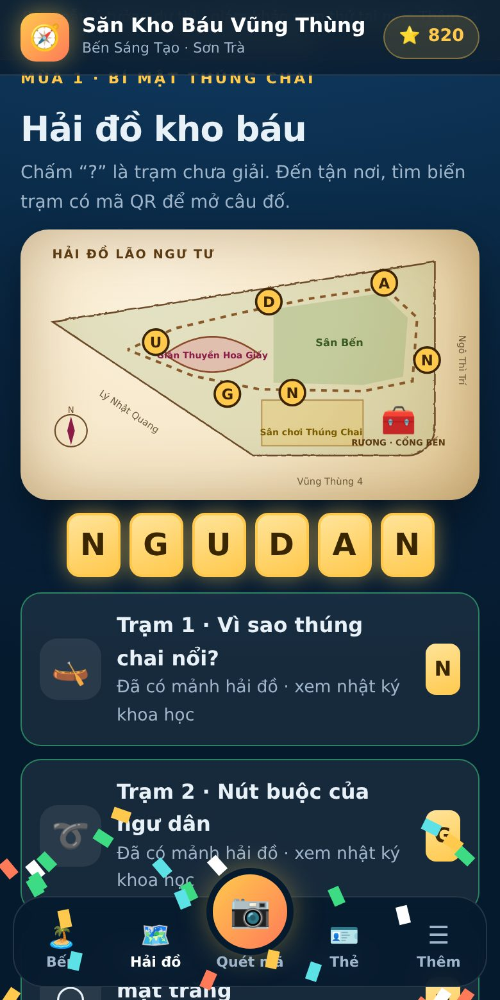 Săn Kho Báu Vũng Thùng
Bến Sáng Tạo · Sơn Trà
⭐ 820
MÙA 1 · BÍ MẬT THÚNG CHAI
Hải đồ kho báu
Chấm “?” là trạm chưa giải. Đến tận nơi, tìm biển
trạm có mã QR để mở câu đố.
HẢI ĐỒ LÃO NGƯ TƯ
A
D
U
Sân Bến
Sàn Thuyền Hoa Giấy
N
Ngô Thì Trí
G
N
Lý Nhật Quang
N
Sân chơi Thúng Chai
RƯƠNG · CỔNG BẾN
Vũng Thùng 4
N G U D A N
Trạm 1 · Vì sao thúng
chai nổi?
Đã có mảnh hải đồ · xem nhật ký
khoa học
N
Trạm 2 · Nút buộc của
ngư dân
Đã có mảnh hải đồ · xem nhật ký
khoa học
G
Bến
Hải đồ
Quét mã
Thẻ
Thêm
mặt trăng